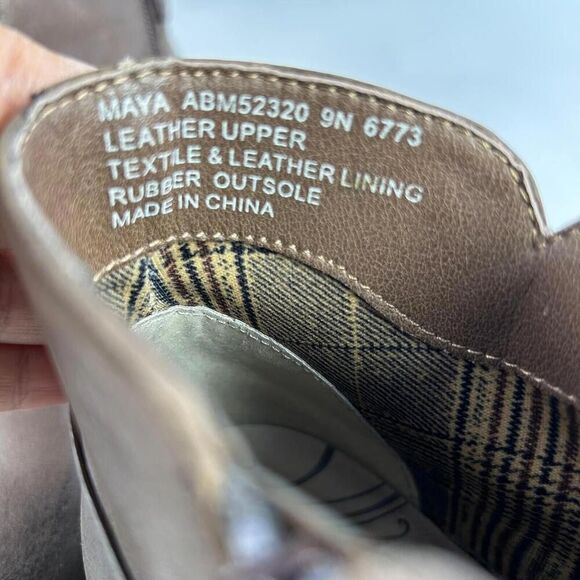 MAYA ABM52320 9N 6773
LEATHER UPPER
TEXTILE & LEATHER LINING
RUBBER OUTSOLE
MADE IN CHINA